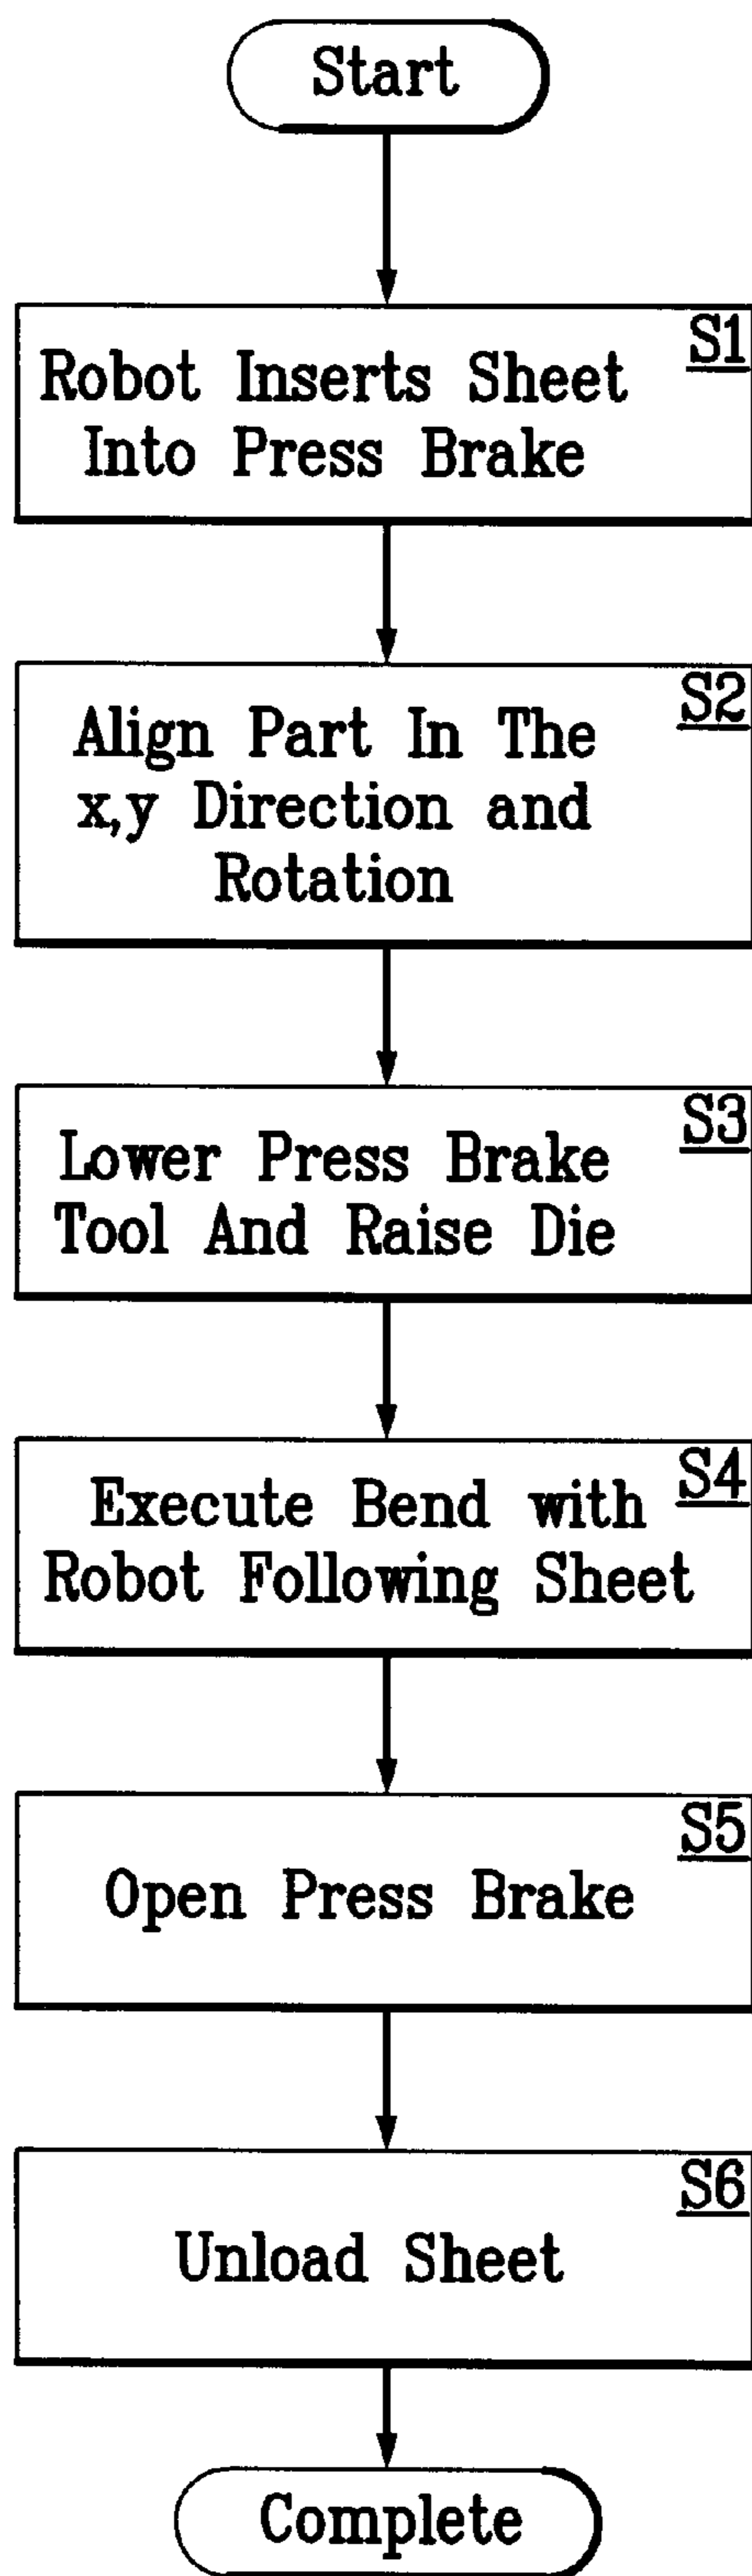 Start
S1
Robot Inserts Sheet
Into Press Brake
S2
Align Part In The
x,y Direction and
Rotation
S3
Lower Press Brake
Tool And Raise Die
S4
Execute Bend with
Robot Following Sheet
S5
Open Press Brake
S6
Unload Sheet
Complete